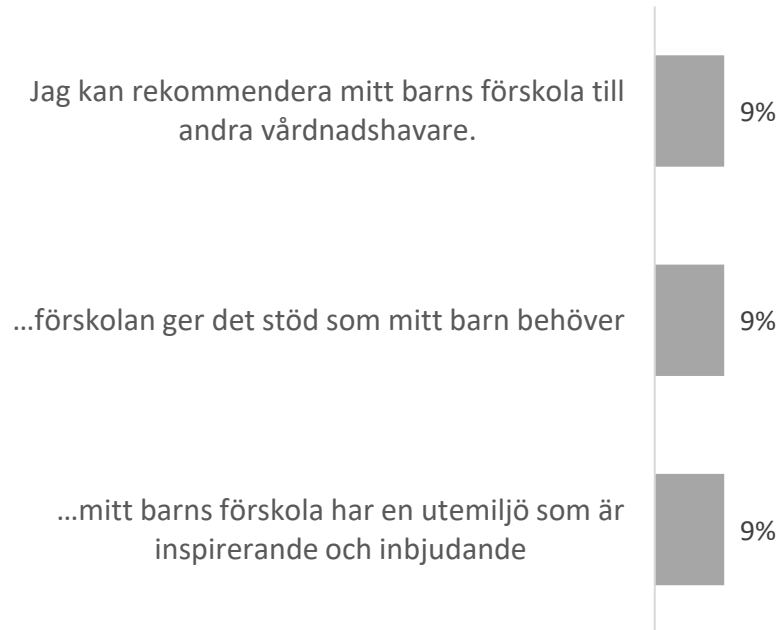 Jag kan rekommendera mitt barns förskola till
andra vårdnadshavare.
9%
...förskolan ger det stöd som mitt barn behöver
9%
...mitt barns förskola har en utemiljö som är
inspirerande och inbjudande
9%